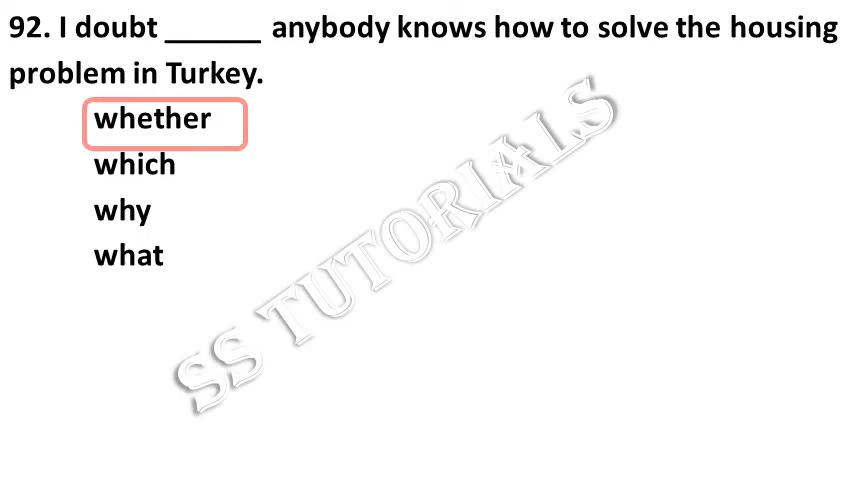 92. I doubt ______ anybody knows how to solve the housing
problem in Turkey.
whether
which
why
what
SS TUTORIALS